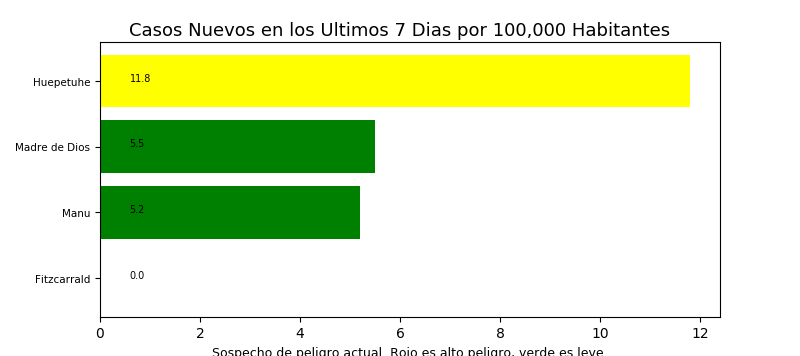 Casos Nuevos en los Ultimos 7 Dias por 100,000 Habitantes
Huepetuhe
11.8
Madre de Dios
5.5
Manu
5.2
Fitzcarrald
0.0
0 2 4 6 8 10 12
Sospecho de peligro actual. Rojo es alto peligro, verde es leve